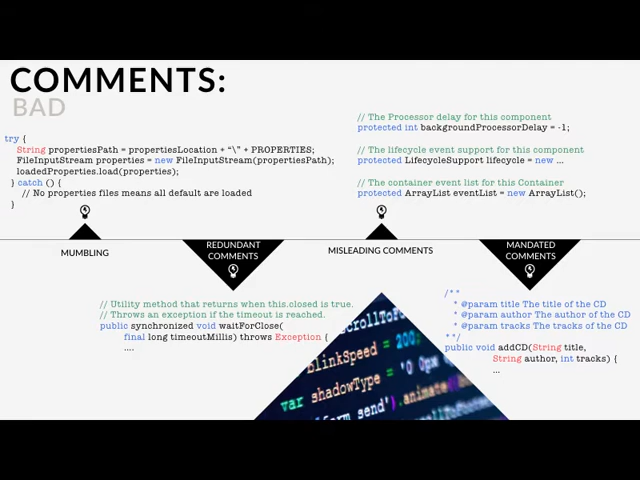 COMMENTS:
BAD
try {
String propertiesPath = propertiesLocation + “\” + PROPERTIES;
FileInputStream properties = new FileInputStream(propertiesPath);
loadedProperties.load(properties);
} catch () {
// No properties files means all default are loaded
}
// The Processor delay for this component
protected int backgroundProcessorDelay = -1;
// The lifecycle event support for this component
protected LifecycleSupport lifecycle = new ...
// The container event list for this Container
protected ArrayList eventList = new ArrayList();
MUMBLING
REDUNDANT
COMMENTS
MISLEADING COMMENTS
MANDATED
COMMENTS
// Utility method that returns when this.closed is true.
// Throws an exception if the timeout is reached.
public synchronized void waitForClose(
final long timeoutMillis) throws Exception {
....
/**
* @param title The title of the CD
* @param author The author of the CD
* @param tracks The tracks of the CD
**/
public void addCD(String title,
String author, int tracks) {
...
blinkSpeed = 200,
var shadowType = '0 0px
send').animate(